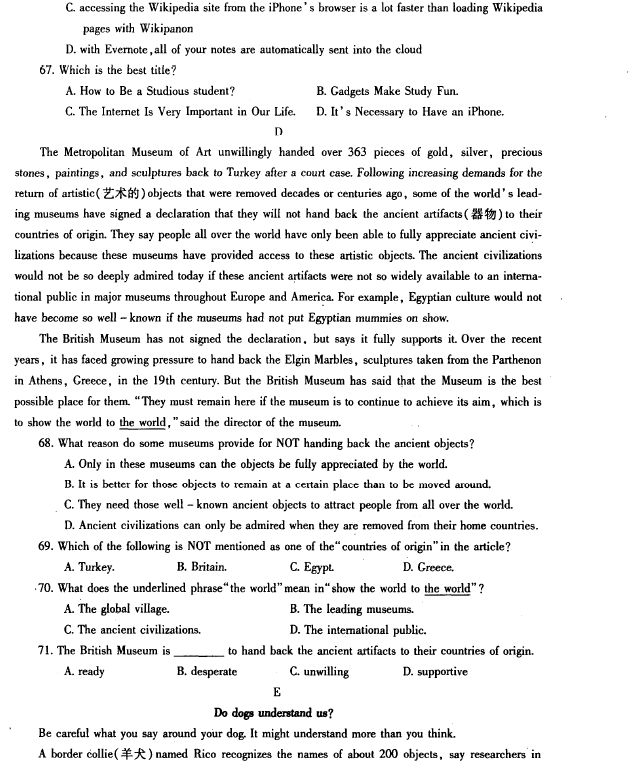 C. accessing the Wikipedia site from the iPhone's browser is a lot faster than loading Wikipedia
pages with Wikipanon
D. with Evernote, all of your notes are automatically sent into the cloud
67. Which is the best title?
A. How to Be a Studious student? B. Gadgets Make Study Fun.
C. The Internet Is Very Important in Our Life. D. It's Necessary to Have an iPhone.
D
The Metropolitan Museum of Art unwillingly handed over 363 pieces of gold, silver, precious
stones, paintings, and sculptures back to Turkey after a court case. Following increasing demands for the
return of artistic(艺术的)objects that were removed decades or centuries ago, some of the world's lead-
ing museums have signed a declaration that they will not hand back the ancient artifacts(器物)to their
countries of origin. They say people all over the world have only been able to fully appreciate ancient civi-
lizations because these museums have provided access to these artistic objects. The ancient civilizations
would not be so deeply admired today if these ancient artifacts were not so widely available to an interna-
tional public in major museums throughout Europe and America. For example, Egyptian culture would not
have become so well-known if the museums had not put Egyptian mummies on show.
The British Museum has not signed the declaration, but says it fully supports it. Over the recent
years, it has faced growing pressure to hand back the Elgin Marbles, sculptures taken from the Parthenon
in Athens, Greece, in the 19th century. But the British Museum has said that the Museum is the best
possible place for them. "They must remain here if the museum is to continue to achieve its aim, which is
to show the world to the world," said the director of the museum.
68. What reason do some museums provide for NOT handing back the ancient objects?
A. Only in these museums can the objects be fully appreciated by the world.
B. It is better for those objects to remain at a certain place than to be moved around.
C. They need those well-known ancient objects to attract people from all over the world.
D. Ancient civilizations can only be admired when they are removed from their home countries.
69. Which of the following is NOT mentioned as one of the "countries of origin" in the article?
A. Turkey. B. Britain. C. Egypt. D. Greece.
70. What does the underlined phrase "the world" mean in "show the world to the world"?
A. The global village. B. The leading museums.
C. The ancient civilizations. D. The international public.
71. The British Museum is ________ to hand back the ancient artifacts to their countries of origin.
A. ready B. desperate C. unwilling D. supportive
E
Do dogs understand us?
Be careful what you say around your dog. It might understand more than you think.
A border collie(羊犬)named Rico recognizes the names of about 200 objects, say researchers in